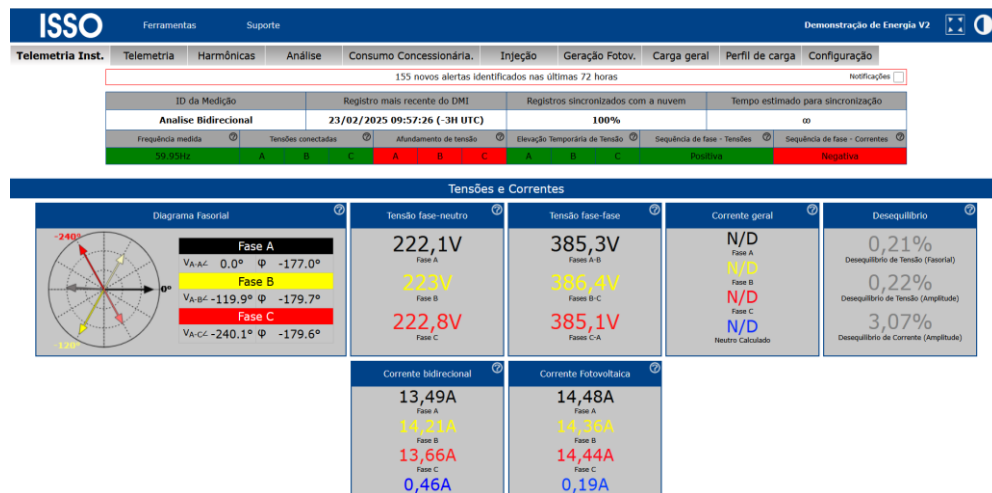 ISSO Ferramentas Suporte Demonstração de Energia V2
Telemetria Inst. Telemetria Harmônicas Análise Consumo Concessionária. Injeção Geração Fotov. Carga geral Perfil de carga Configuração
155 novos alertas identificados nas últimas 72 horas Notificações
ID da Medição Registro mais recente do DMI Registros sincronizados com a nuvem Tempo estimado para sincronização
Analise Bidirecional 23/02/2025 09:57:26 (-3H UTC) 100% ∞
Frequência medida ? Tensões conectadas ? Afundamento de tensão ? Elevação Temporária de Tensão ? Sequência de fase - Tensões ? Sequência de fase - Correntes ?
59.95Hz A B C A B C A B C Positiva Negativa
Tensões e Correntes
Diagrama Fasorial ?
-240°
0°
-120°
Fase A
VA-A∠ 0.0° φ -177.0°
Fase B
VA-B∠ -119.9° φ -179.7°
Fase C
VA-C∠ -240.1° φ -179.6°
Tensão fase-neutro ?
222,1V
Fase A
223V
Fase B
222,8V
Fase C
Tensão fase-fase ?
385,3V
Fases A-B
386,4V
Fases B-C
385,1V
Fases C-A
Corrente geral ?
N/D
Fase A
N/D
Fase B
N/D
Fase C
N/D
Neutro Calculado
Desequilíbrio ?
0,21%
Desequilíbrio de Tensão (Fasorial)
0,22%
Desequilíbrio de Tensão (Amplitude)
3,07%
Desequilíbrio de Corrente (Amplitude)
Corrente bidirecional ?
13,49A
Fase A
14,21A
Fase B
13,66A
Fase C
0,46A
Corrente Fotovoltaica ?
14,48A
Fase A
14,36A
Fase B
14,44A
Fase C
0,19A